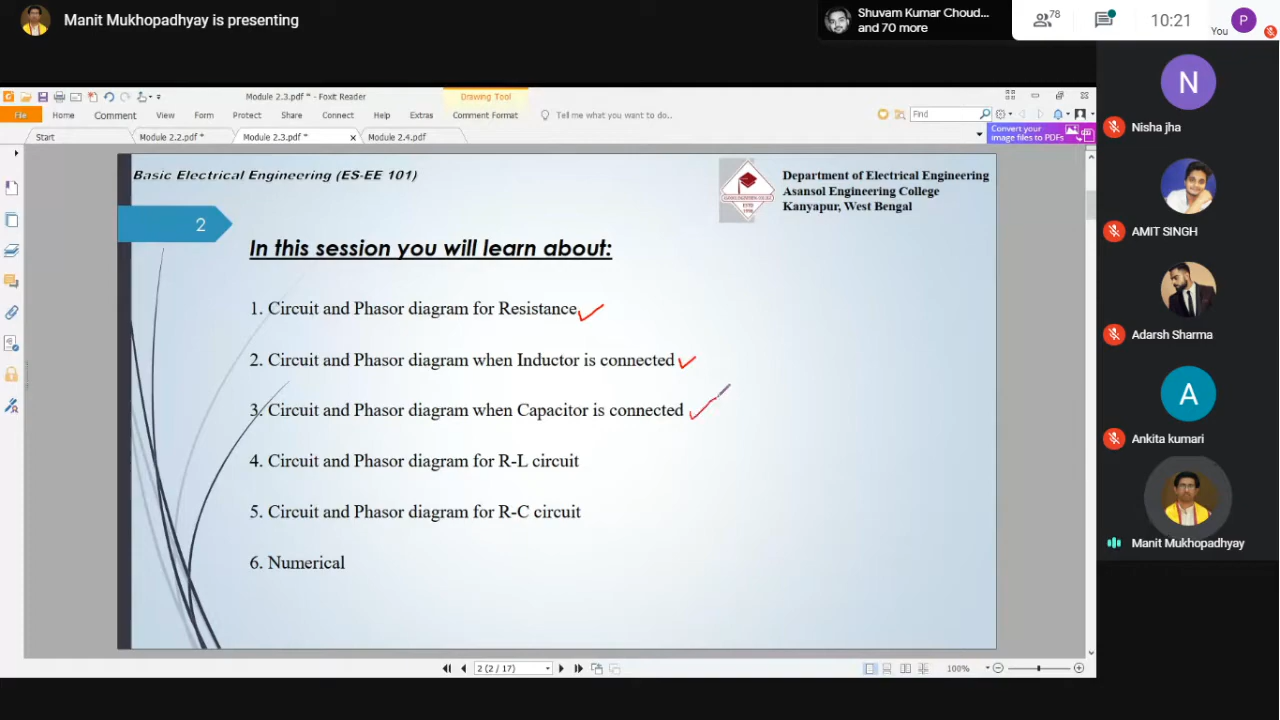 Manit Mukhopadhyay is presenting
Shuvam Kumar Choud...
and 70 more
78
10:21
You
P
Module 2.3.pdf * - Foxit Reader
Drawing Tool
File
Home
Comment
View
Form
Protect
Share
Connect
Help
Extras
Comment Format
Tell me what you want to do...
Find
Start
Module 2.2.pdf *
Module 2.3.pdf *
Module 2.4.pdf
Convert your
image files to PDFs
Basic Electrical Engineering (ES-EE 101)
Department of Electrical Engineering
Asansol Engineering College
Kanyapur, West Bengal
2
In this session you will learn about:
1. Circuit and Phasor diagram for Resistance
2. Circuit and Phasor diagram when Inductor is connected
3. Circuit and Phasor diagram when Capacitor is connected
4. Circuit and Phasor diagram for R-L circuit
5. Circuit and Phasor diagram for R-C circuit
6. Numerical
2 (2 / 17)
100%
N
Nisha jha
AMIT SINGH
Adarsh Sharma
A
Ankita kumari
Manit Mukhopadhyay